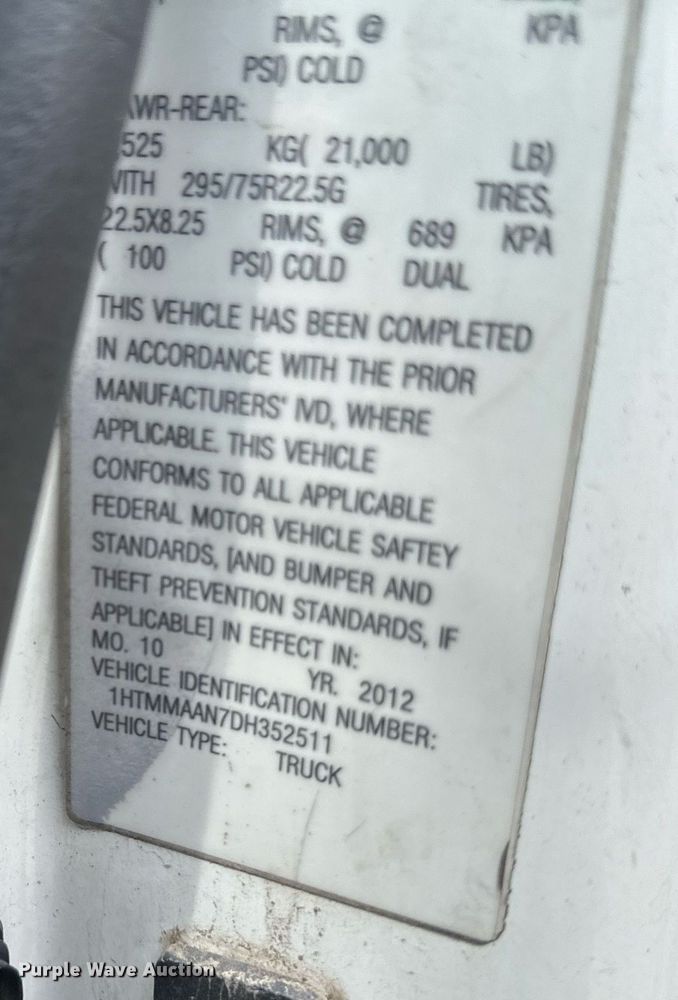 RIMS, @ KPA
PSI) COLD
AWR-REAR:
525 KG( 21,000 LB)
WITH 295/75R22.5G TIRES,
22.5X8.25 RIMS, @ 689 KPA
( 100 PSI) COLD DUAL
THIS VEHICLE HAS BEEN COMPLETED
IN ACCORDANCE WITH THE PRIOR
MANUFACTURERS' IVD, WHERE
APPLICABLE. THIS VEHICLE
CONFORMS TO ALL APPLICABLE
FEDERAL MOTOR VEHICLE SAFTEY
STANDARDS, [AND BUMPER AND
THEFT PREVENTION STANDARDS, IF
APPLICABLE] IN EFFECT IN:
MO. 10 YR. 2012
VEHICLE IDENTIFICATION NUMBER:
1HTMMAAN7DH352511
VEHICLE TYPE: TRUCK
Purple Wave Auction